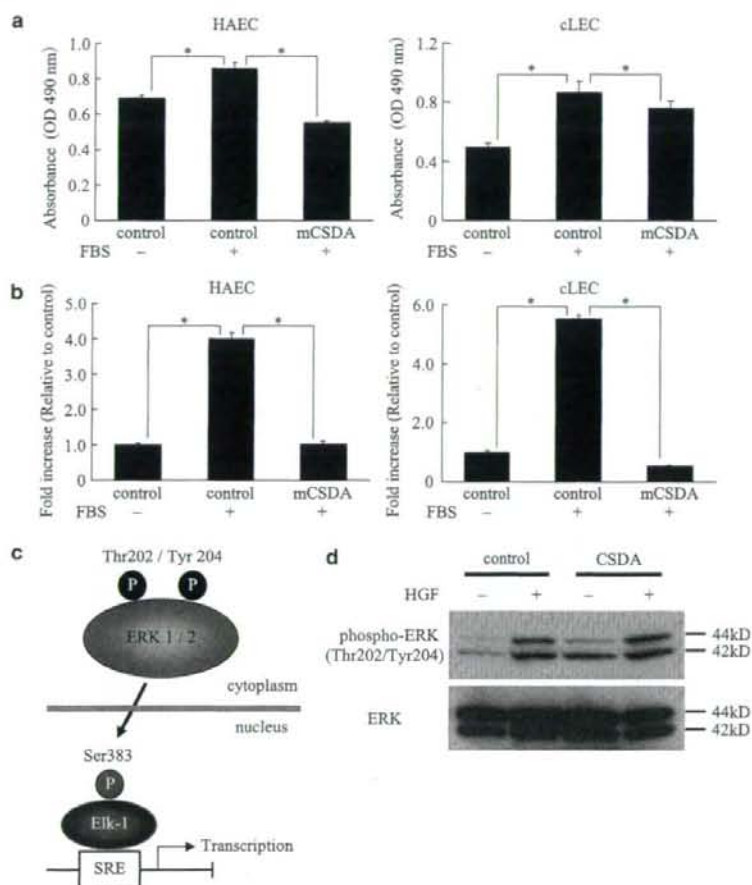 a
HAEC
Absorbance (OD 490 nm)
1.0
0.8
0.6
0.4
0.2
0
control control mCSDA
FBS – + +
cLEC
Absorbance (OD 490 nm)
1.2
0.8
0.4
0
control control mCSDA
FBS – + +
* *
* *
b
HAEC
Fold increase (Relative to control)
5.0
4.0
3.0
2.0
1.0
0
* *
control control mCSDA
FBS – + +
cLEC
Fold increase (Relative to control)
6.0
4.0
2.0
0
* *
control control mCSDA
FBS – + +
c
Thr202 / Tyr 204
P P
ERK 1 / 2
cytoplasm
nucleus
Ser383
P
Elk-1
SRE
Transcription
d
control CSDA
HGF – + – +
phospho-ERK
(Thr202/Tyr204)
44kD
42kD
ERK
44kD
42kD